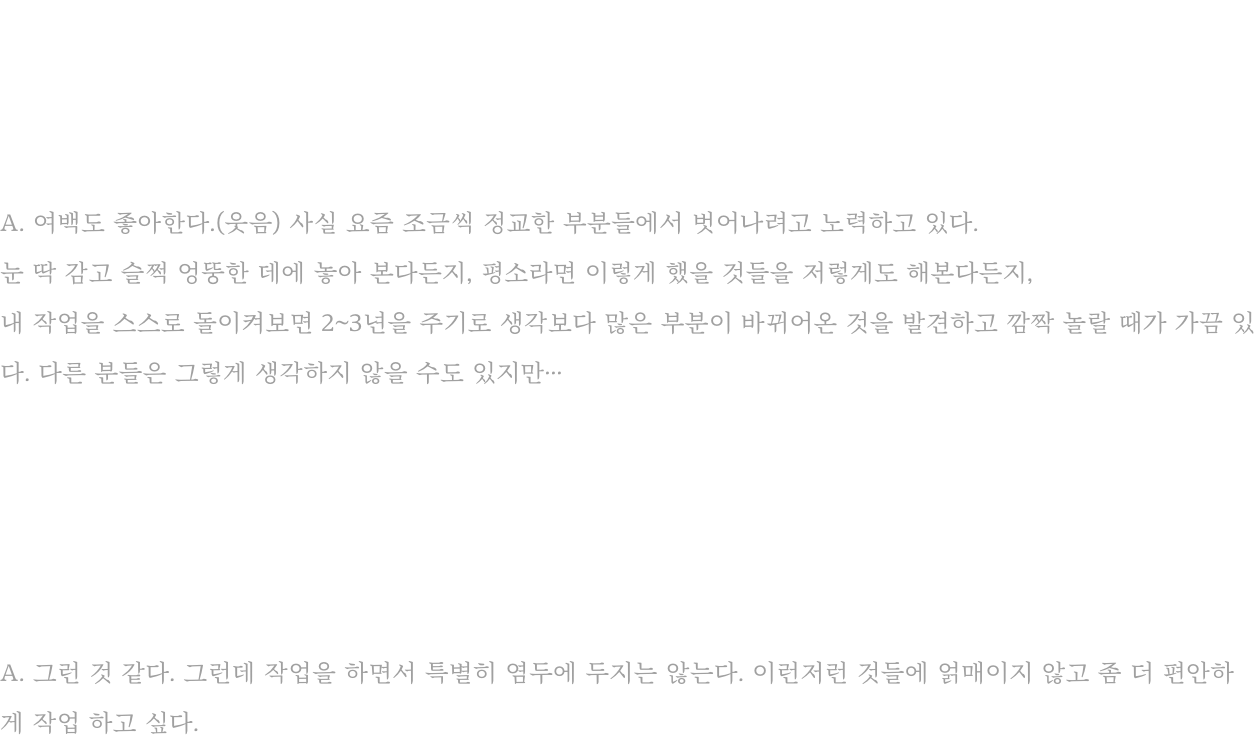 A. 여백도 좋아한다.(웃음) 사실 요즘 조금씩 정교한 부분들에서 벗어나려고 노력하고 있다.
눈 딱 감고 슬쩍 엉뚱한 데에 놓아 본다든지, 평소라면 이렇게 했을 것들을 저렇게도 해본다든지,
내 작업을 스스로 돌이켜보면 2~3년을 주기로 생각보다 많은 부분이 바뀌어온 것을 발견하고 깜짝 놀랄 때가 가끔 있
다. 다른 분들은 그렇게 생각하지 않을 수도 있지만…
A. 그런 것 같다. 그런데 작업을 하면서 특별히 염두에 두지는 않는다. 이런저런 것들에 얽매이지 않고 좀 더 편안하
게 작업 하고 싶다.